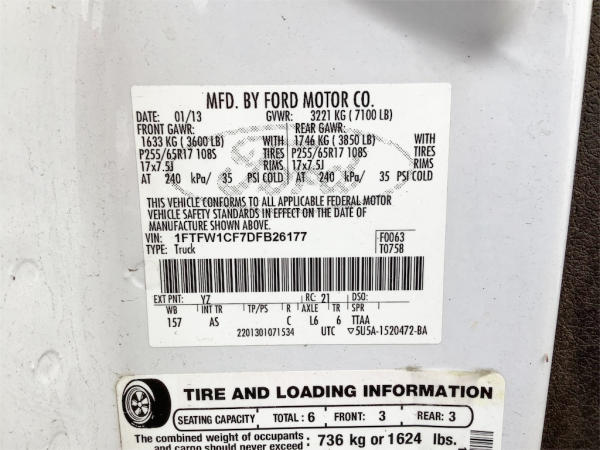 MFD. BY FORD MOTOR CO.
DATE: 01/13 GVWR: 3221 KG (7100 LB)
FRONT GAWR: REAR GAWR:
1633 KG (3600 LB) WITH 1746 KG (3850 LB) WITH
P255/65R17 108S TIRES P255/65R17 108S TIRES
17x7.5J RIMS 17x7.5J RIMS
AT 240 kPa/ 35 PSI COLD AT 240 kPa/ 35 PSI COLD
THIS VEHICLE CONFORMS TO ALL APPLICABLE FEDERAL MOTOR
VEHICLE SAFETY STANDARDS IN EFFECT ON THE DATE OF
MANUFACTURE SHOWN ABOVE.
VIN: 1FTFW1CF7DFB26177 F0063
TYPE: Truck T075B
EXT PNT: YZ RC: 21 DSO:
WB INT TR TP/PS R AXLE TR SPR
157 AS C L6 6 TTAA
2201301071534 UTC 5U5A-1520472-BA
TIRE AND LOADING INFORMATION
SEATING CAPACITY TOTAL: 6 FRONT: 3 REAR: 3
The combined weight of occupants
and cargo should never exceed 736 kg or 1624 lbs.